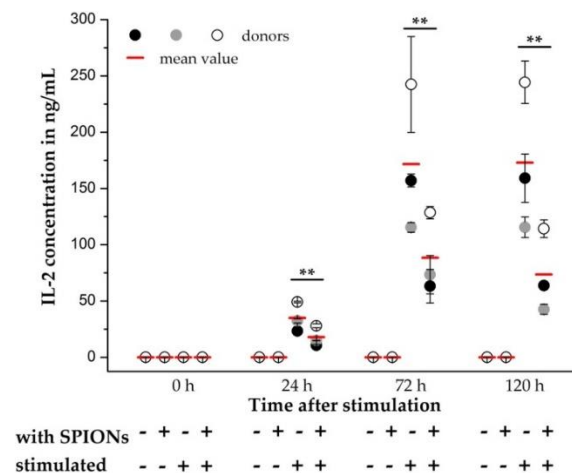 300
250
200
150
100
50
0
IL-2 concentration in ng/mL
donors
mean value
**
**
**
0 h 24 h 72 h 120 h
Time after stimulation
with SPIONs - + - + - + - + - + - + - + - +
stimulated - - + + - - + + - - + + - - + +